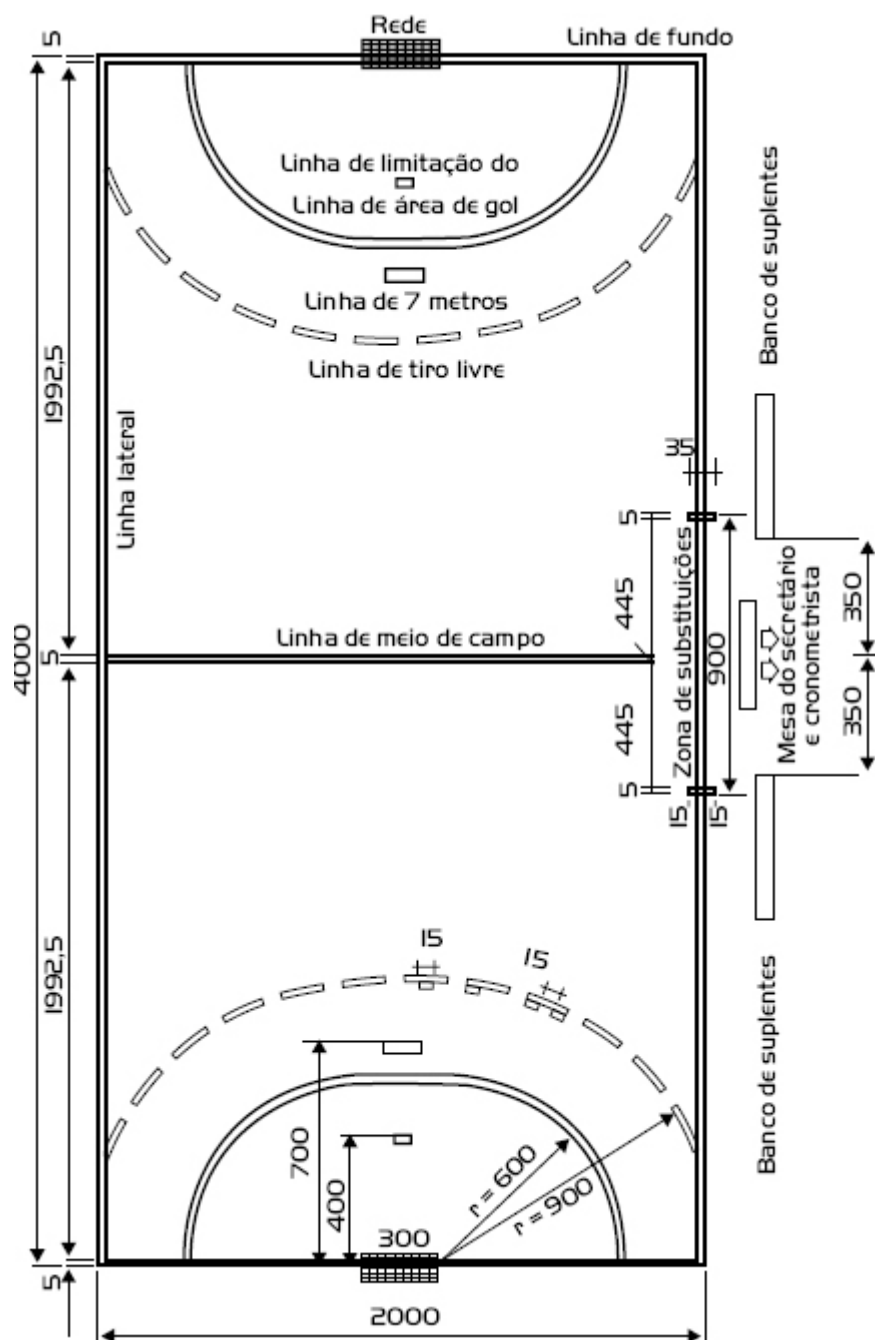 Rede
Linha de fundo
5
Linha de limitação do
Linha de área de gol
Linha de 7 metros
Linha de tiro livre
Banco de suplentes
1992,5
Linha lateral
35
5
445
Zona de substituições
900
Mesa do secretário
e cronometrista
350
350
4000
5
Linha de meio de campo
445
5
15
15
1992,5
15
15
Banco de suplentes
700
400
r = 600
r = 900
300
5
2000